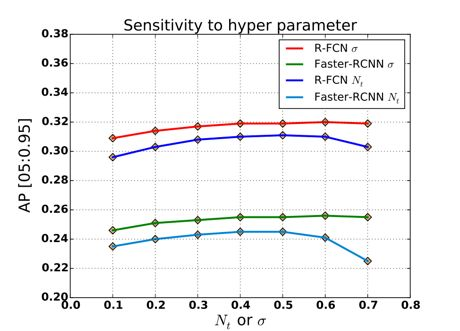 Sensitivity to hyper parameter
0.38
0.36
0.34
0.32
0.30
0.28
0.26
0.24
0.22
0.20
AP [05:0.95]
R-FCN σ
Faster-RCNN σ
R-FCN Nt
Faster-RCNN Nt
0.0 0.1 0.2 0.3 0.4 0.5 0.6 0.7 0.8
Nt or σ